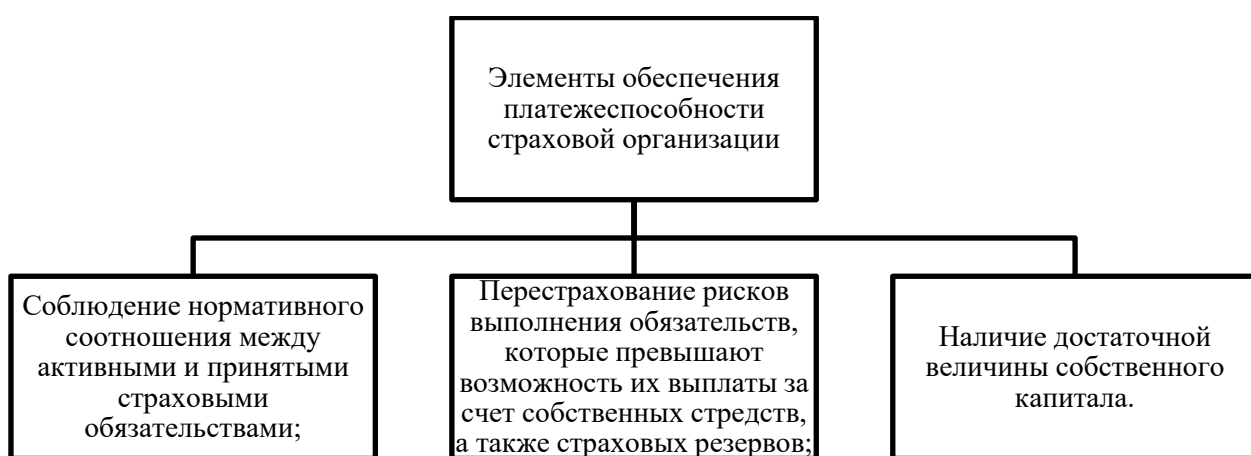 Элементы обеспечения
платежеспособности
страховой организации
Соблюдение нормативного
соотношения между
активными и принятыми
страховыми
обязательствами;
Перестрахование рисков
выполнения обязательств,
которые превышают
возможность их выплаты за
счет собственных стредств,
а также страховых резервов;
Наличие достаточной
величины собственного
капитала.